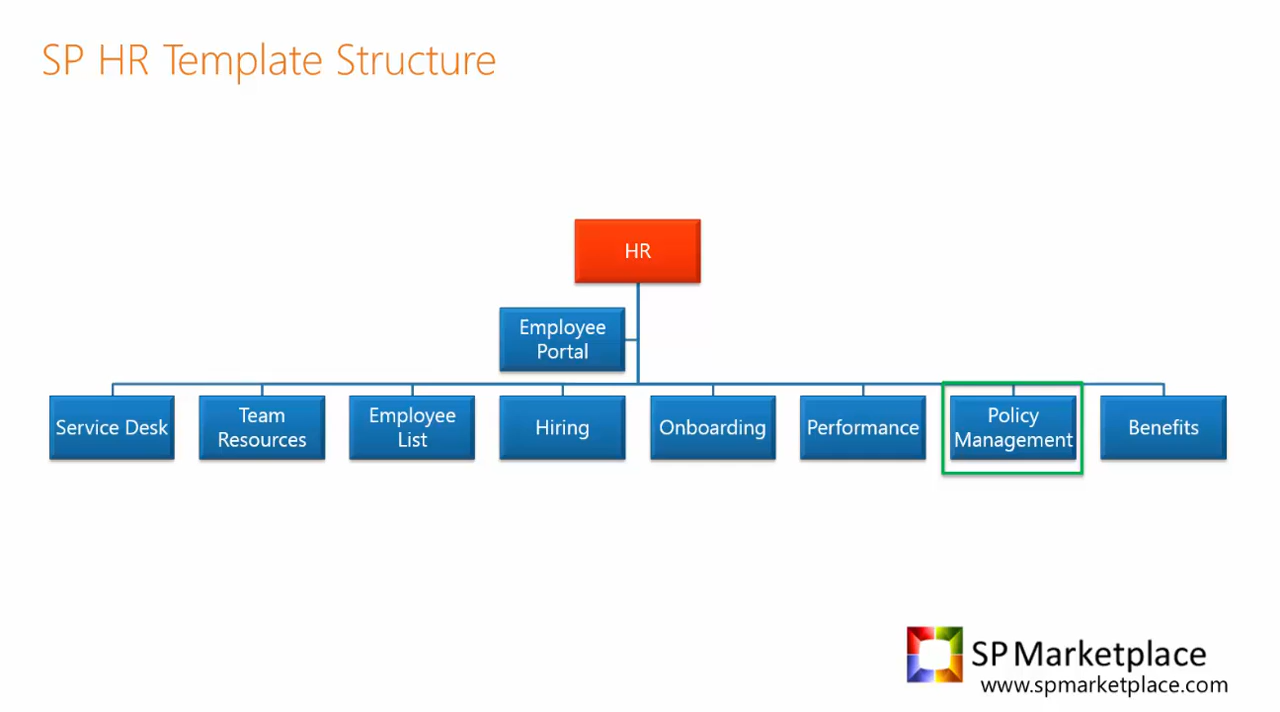 SP HR Template Structure
HR
Employee
Portal
Service Desk
Team
Resources
Employee
List
Hiring
Onboarding
Performance
Policy
Management
Benefits
SP Marketplace
www.spmarketplace.com